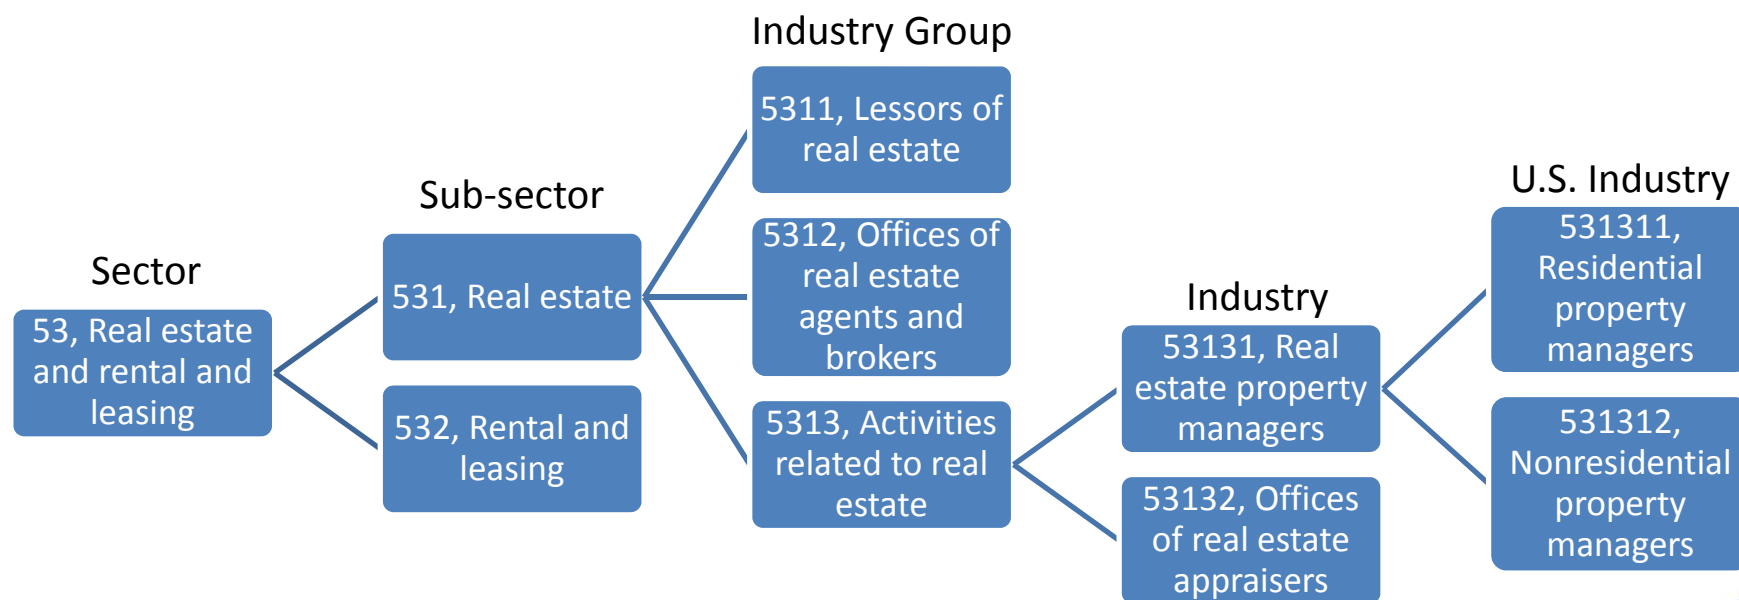 Sector
53, Real estate
and rental and
leasing
Sub-sector
531, Real estate
532, Rental and
leasing
Industry Group
5311, Lessors of
real estate
5312, Offices of
real estate
agents and
brokers
5313, Activities
related to real
estate
Industry
53131, Real
estate property
managers
53132, Offices
of real estate
appraisers
U.S. Industry
531311,
Residential
property
managers
531312,
Nonresidential
property
managers